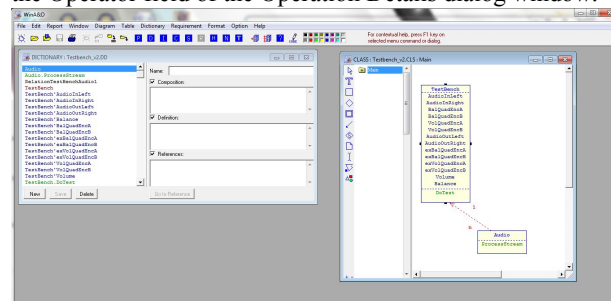 the Operator field of the Operation Details dialog window.
WinA&D
File Edit Report Window Diagram Table Dictionary Requirement Format Option Help
P D I C S H N T
For contextual help, press F1 key on
selected menu command or dialog.
DICTIONARY: Testbench_v2.DD
Audio
Audio.ProcessStream
RelationTestBenchAudio1
TestBench
TestBench'AudioInLeft
TestBench'AudioInRight
TestBench'AudioOutLeft
TestBench'AudioOutRight
TestBench'BalQuadEncA
TestBench'BalQuadEncB
TestBench'exBalQuadEncA
TestBench'exBalQuadEncB
TestBench'exVolQuadEncA
TestBench'exVolQuadEncB
TestBench'VolQuadEncA
TestBench'VolQuadEncB
TestBench'Volume
TestBench.DoTest
Name:
Composition:
Definition:
References:
New Save Delete
Go to Reference
CLASS: Testbench_v2.CLS - Main
Main
TestBench
AudioInLeft
AudioInRight
BalQuadEncA
BalQuadEncB
VolQuadEncA
VolQuadEncB
AudioOutLeft
AudioOutRight
exBalQuadEncA
exBalQuadEncB
exVolQuadEncA
exVolQuadEncB
Volume
Balance
DoTest
1
n
Audio
ProcessStream